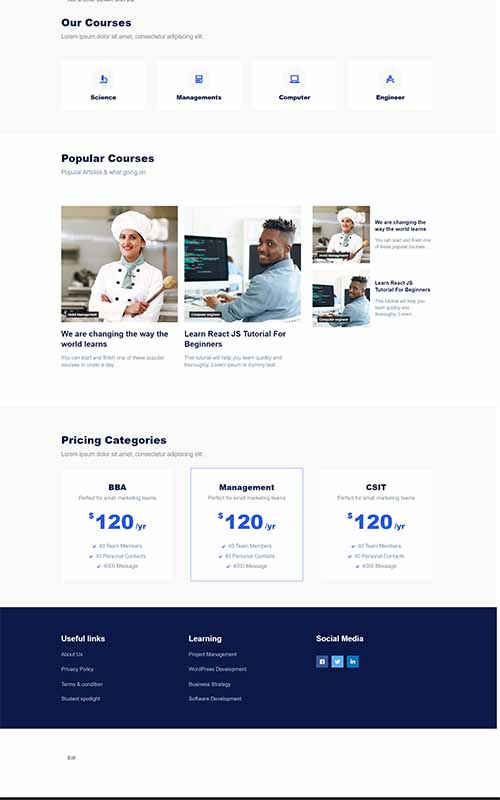 Our Courses
Lorem ipsum dolor sit amet, consectetur adipiscing elit.
Science
Managements
Computer
Engineer
Popular Courses
Popular Articles & what going on
Hotel Management
We are changing the way the
world learns
You can start and finish one of these popular
courses in under a day...
Computer engineer
Learn React JS Tutorial For
Beginners
This tutorial will help you learn quickly and
thoroughly. Lorem ipsum is dummy text...
Hotel Management
We are changing the
way the world learns
You can start and finish one
of these popular courses...
Computer engineer
Learn React JS
Tutorial For Beginners
This tutorial will help you
learn quickly and
thoroughly. Lorem...
Pricing Categories
Lorem ipsum dolor sit amet, consectetur adipiscing elit.
BBA
Perfect for small marketing teams
$120/yr
40 Team Members
40 Personal Contacts
4000 Message
Management
Perfect for small marketing teams
$120/yr
40 Team Members
40 Personal Contacts
4000 Message
CSIT
Perfect for small marketing teams
$120/yr
40 Team Members
40 Personal Contacts
4000 Message
Useful links
About Us
Privacy Policy
Terms & condition
Student spotlight
Learning
Project Management
WordPress Development
Business Strategy
Software Development
Social Media
Edit